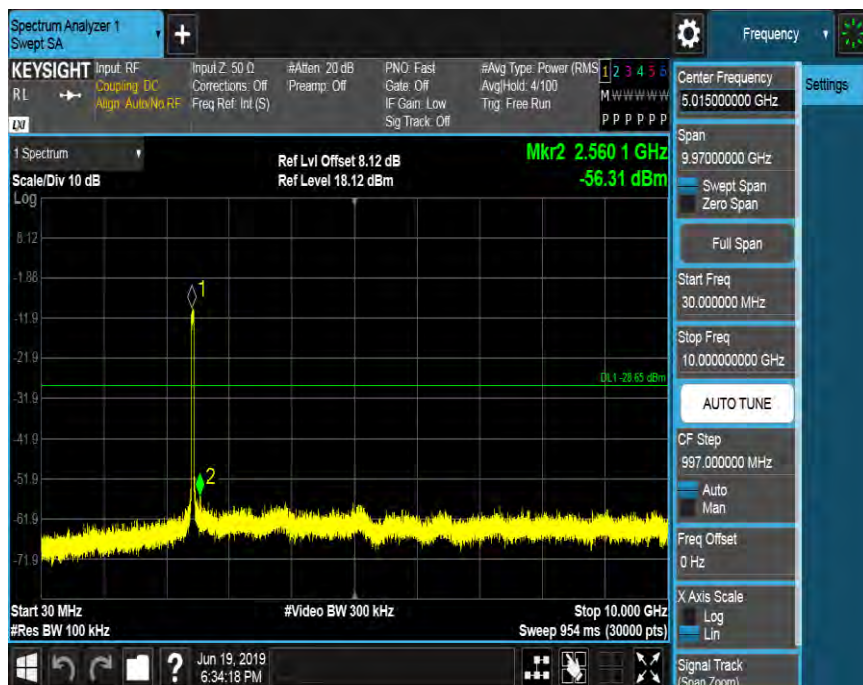 Spectrum Analyzer 1
Swept SA
+
Frequency
KEYSIGHT
RL
LXI
Input: RF
Coupling: DC
Align: Auto/No RF
Input Z: 50 Ω
Corrections: Off
Freq Ref: Int (S)
#Atten: 20 dB
Preamp: Off
PNO: Fast
Gate: Off
IF Gain: Low
Sig Track: Off
#Avg Type: Power (RMS
Avg|Hold: 4/100
Trig: Free Run
1 2 3 4 5 6
M W W W W W
P P P P P P
1 Spectrum
Scale/Div 10 dB
Ref Lvl Offset 8.12 dB
Ref Level 18.12 dBm
Mkr2 2.560 1 GHz
-56.31 dBm
Log
8.12
-1.88
-11.9
-21.9
-31.9
-41.9
-51.9
-61.9
-71.9
1
DL1 -28.65 dBm
2
Start 30 MHz
#Res BW 100 kHz
#Video BW 300 kHz
Stop 10.000 GHz
Sweep 954 ms (30000 pts)
?
Jun 19, 2019
6:34:18 PM
Center Frequency
5.015000000 GHz
Settings
Span
9.97000000 GHz
Swept Span
Zero Span
Full Span
Start Freq
30.000000 MHz
Stop Freq
10.000000000 GHz
AUTO TUNE
CF Step
997.000000 MHz
Auto
Man
Freq Offset
0 Hz
X Axis Scale
Log
Lin
Signal Track
(Span Zoom)